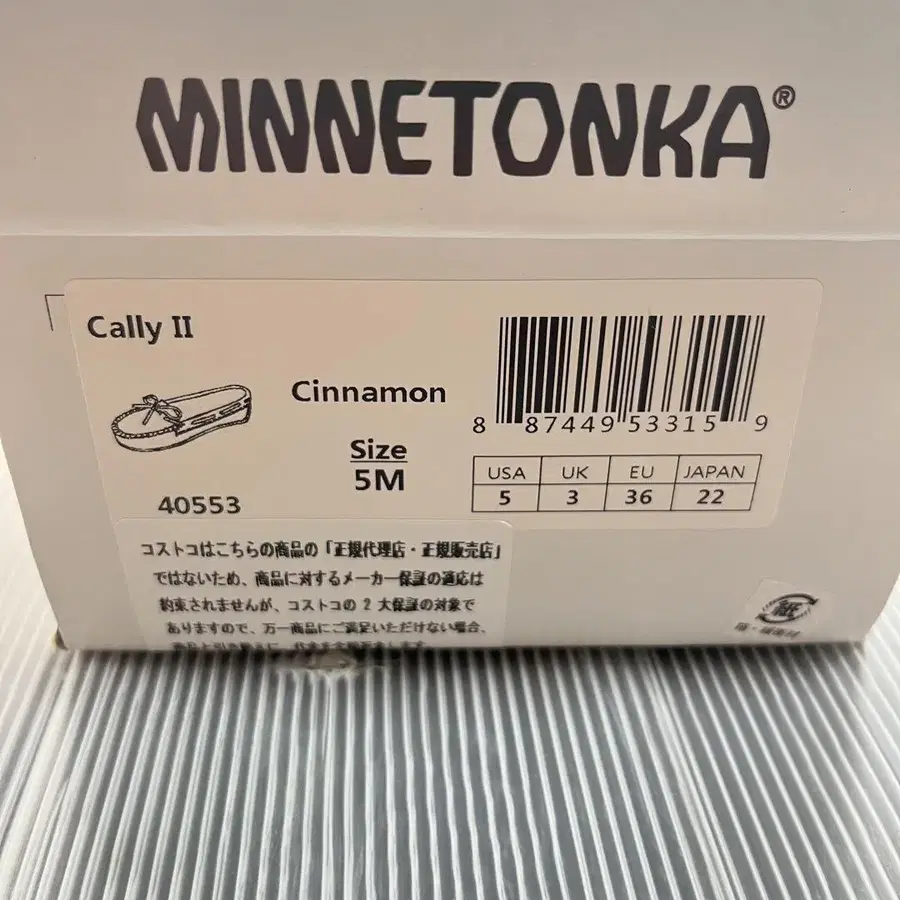 MINNETONKA®
Cally II
Cinnamon
Size
5M
40553
8 87449 53315 9
USA UK EU JAPAN
5 3 36 22
コストコはこちらの商品の「正規代理店・正規販売店」
ではないため、商品に対するメーカー保証の適応は
約束されませんが、コストコの 2 大保証の対象で
ありますので、万一商品にご満足いただけない場合、
紙